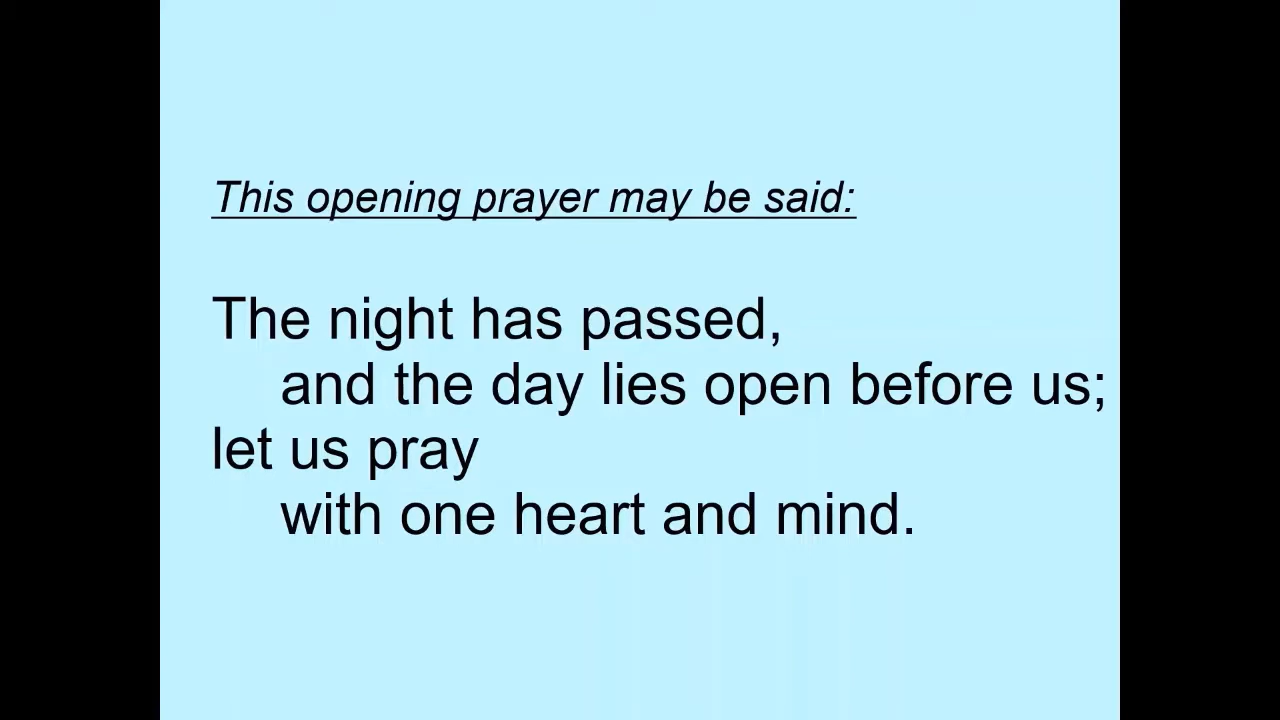 This opening prayer may be said:
The night has passed,
and the day lies open before us;
let us pray
with one heart and mind.